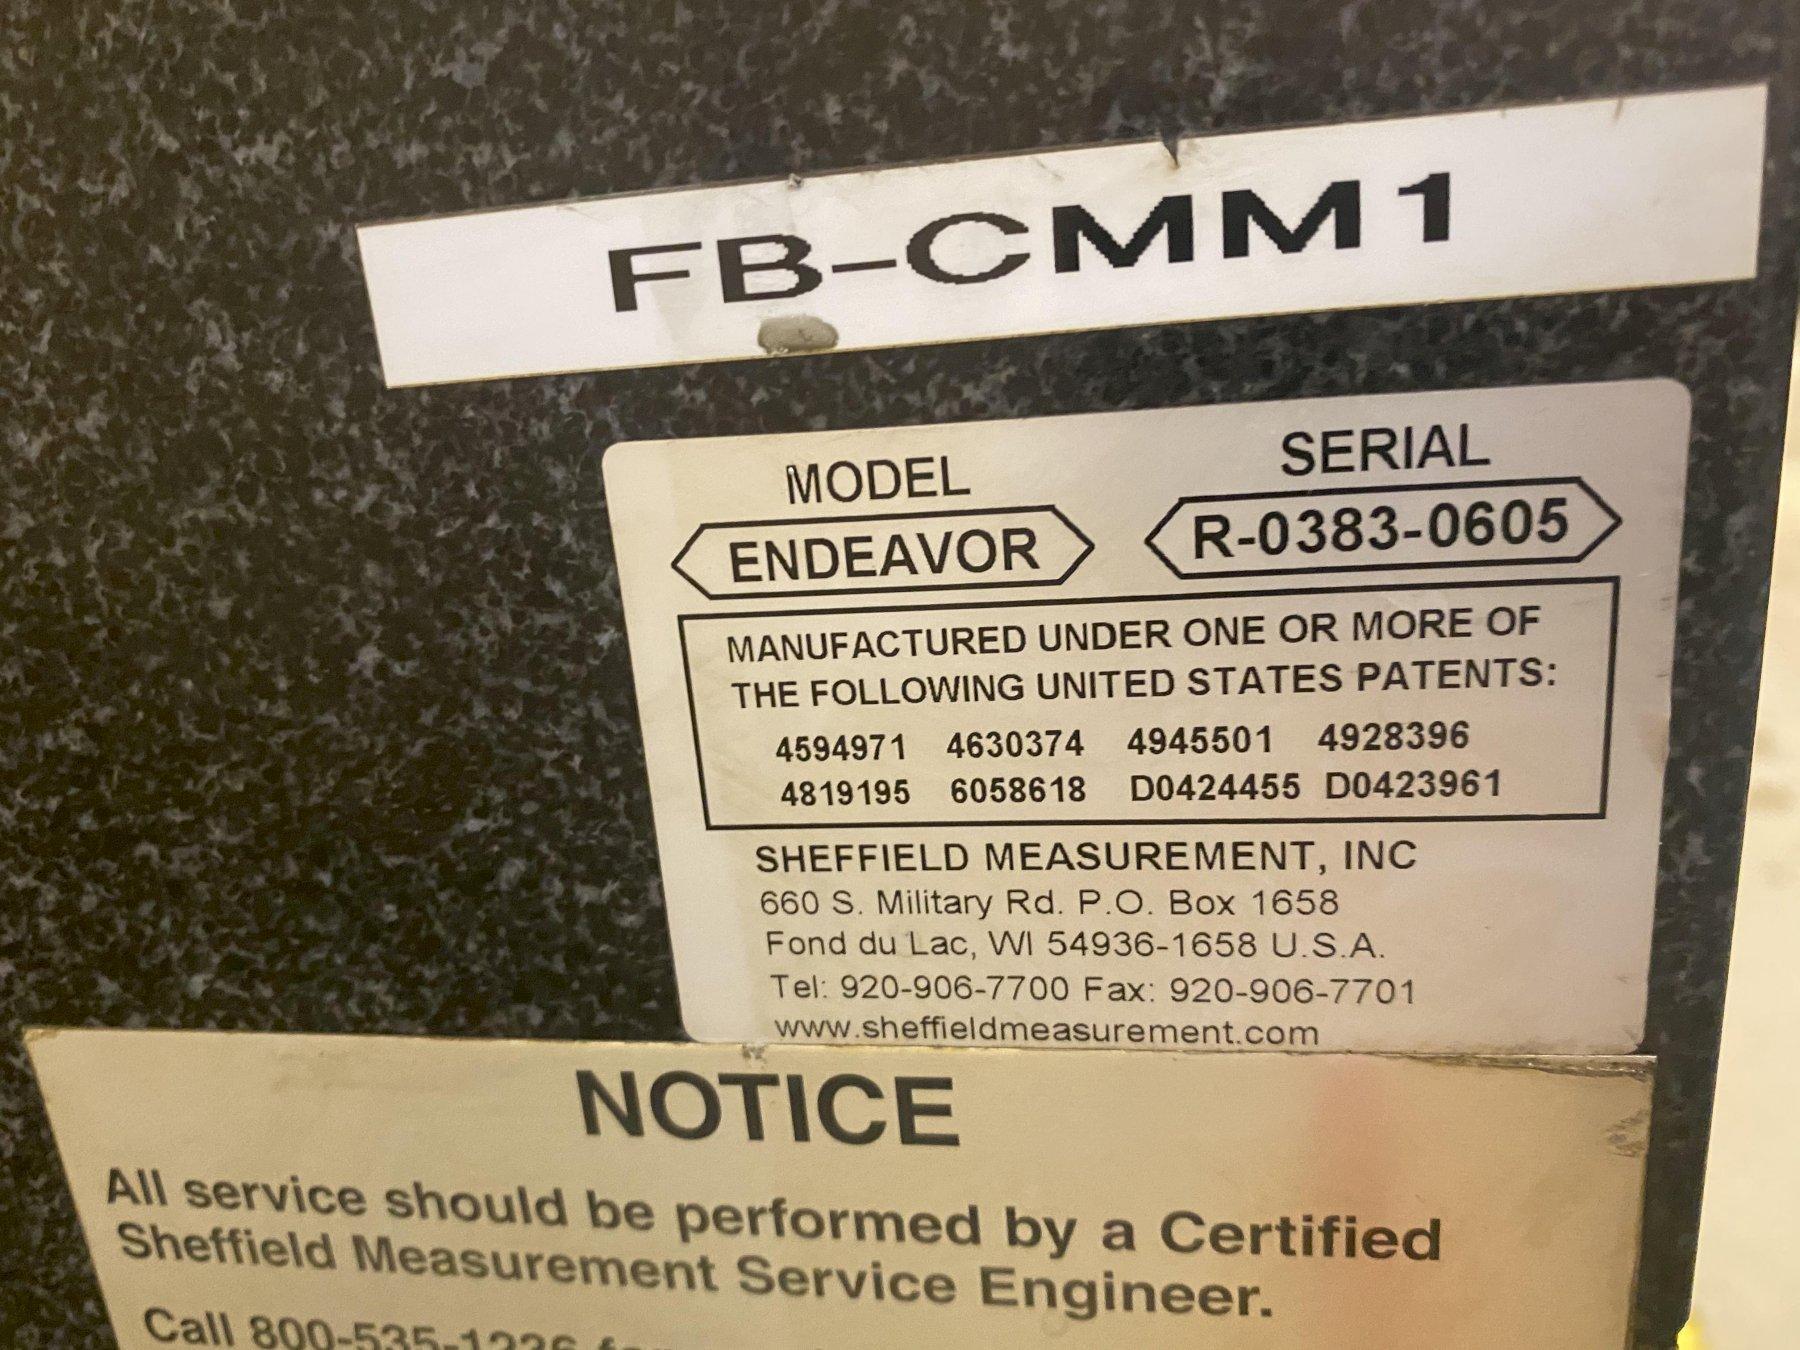 FB-CMM1
MODEL SERIAL
ENDEAVOR R-0383-0605
MANUFACTURED UNDER ONE OR MORE OF
THE FOLLOWING UNITED STATES PATENTS:
4594971 4630374 4945501 4928396
4819195 6058618 D0424455 D0423961
SHEFFIELD MEASUREMENT, INC
660 S. Military Rd. P.O. Box 1658
Fond du Lac, WI 54936-1658 U.S.A.
Tel: 920-906-7700 Fax: 920-906-7701
www.sheffieldmeasurement.com
NOTICE
All service should be performed by a Certified
Sheffield Measurement Service Engineer.
Call 800-535-1236